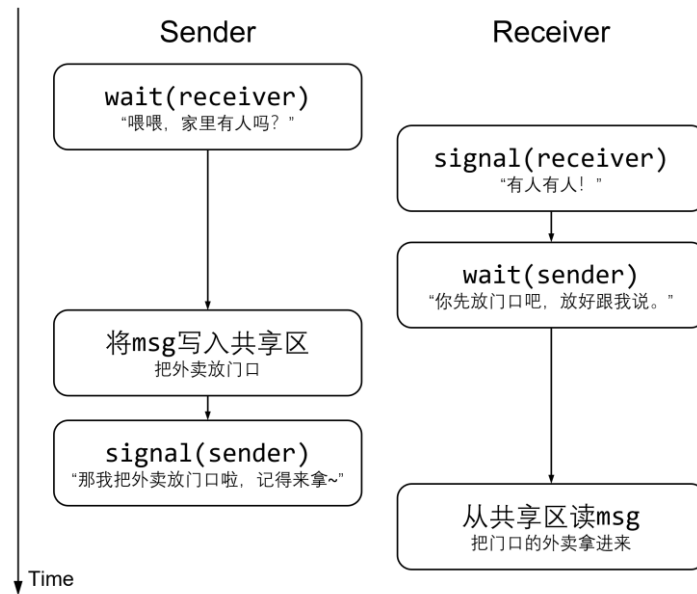 Sender
wait(receiver)
“喂喂，家里有人吗？”
将msg写入共享区
把外卖放门口
signal(sender)
“那我把外卖放门口啦，记得来拿~”
Receiver
signal(receiver)
“有人有人！”
wait(sender)
“你先放门口吧，放好跟我说。”
从共享区读msg
把门口的外卖拿进来
Time